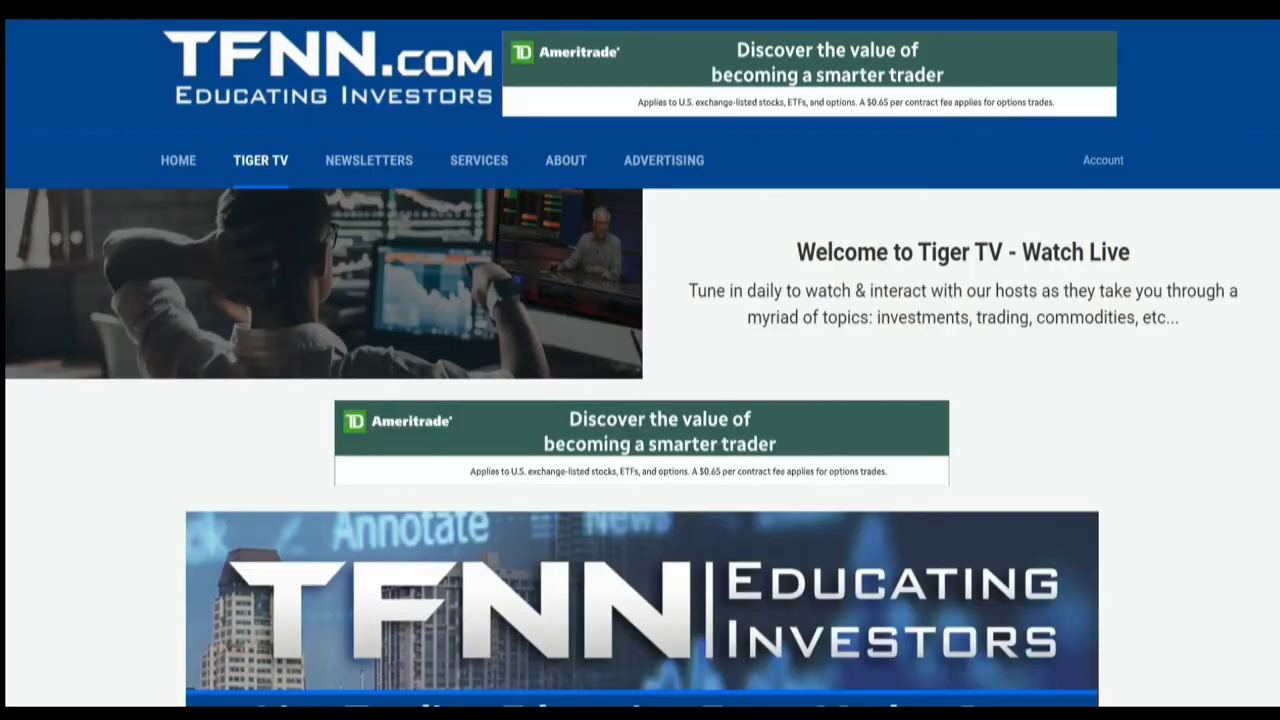 TFNN.COM
EDUCATING INVESTORS
TD Ameritrade
Discover the value of
becoming a smarter trader
Applies to U.S. exchange-listed stocks, ETFs, and options. A $0.65 per contract fee applies for options trades.
HOME TIGER TV NEWSLETTERS SERVICES ABOUT ADVERTISING Account
Welcome to Tiger TV - Watch Live
Tune in daily to watch & interact with our hosts as they take you through a
myriad of topics: investments, trading, commodities, etc...
TD Ameritrade
Discover the value of
becoming a smarter trader
Applies to U.S. exchange-listed stocks, ETFs, and options. A $0.65 per contract fee applies for options trades.
Annotate News
TFNN EDUCATING
INVESTORS